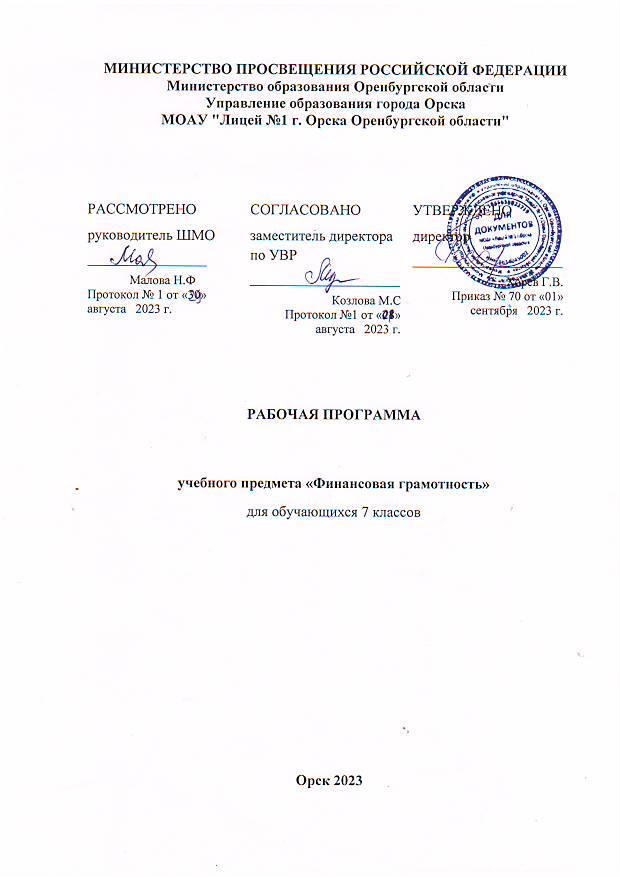 МИНИСТЕРСТВО ПРОСВЕЩЕНИЯ РОССИЙСКОЙ ФЕДЕРАЦИИ
Министерство образования Оренбургской области
Управление образования города Орска
МОАУ "Лицей №1 г. Орска Оренбургской области"
РАССМОТРЕНО
руководитель ШМО
Малова Н.Ф
Протокол № 1 от «30»
августа 2023 г.
СОГЛАСОВАНО
заместитель директора
по УВР
Козлова М.С
Протокол №1 от « »
августа 2023 г.
УТВЕРЖДЕНО
директор
Г.В.
Приказ № 70 от «01»
сентября 2023 г.
ДЛЯ
ДОКУМЕНТОВ
РАБОЧАЯ ПРОГРАММА
учебного предмета «Финансовая грамотность»
для обучающихся 7 классов
Орск 2023